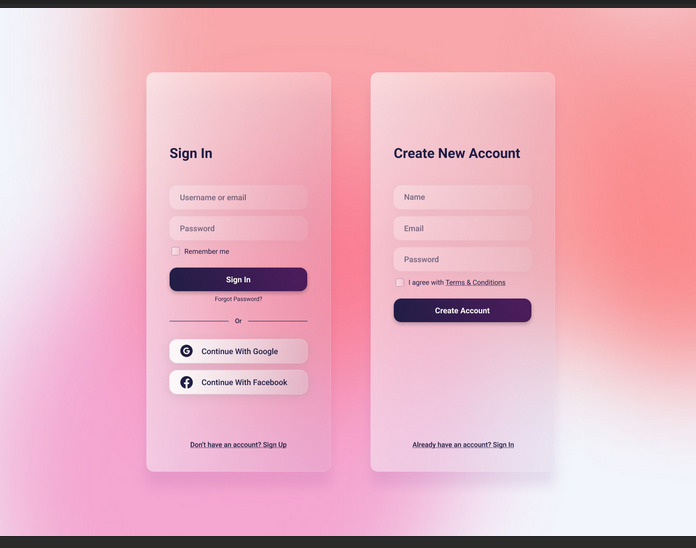 Sign In
Username or email
Password
Remember me
Sign In
Forgot Password?
Or
Continue With Google
Continue With Facebook
Don't have an account? Sign Up
Create New Account
Name
Email
Password
I agree with Terms & Conditions
Create Account
Already have an account? Sign In